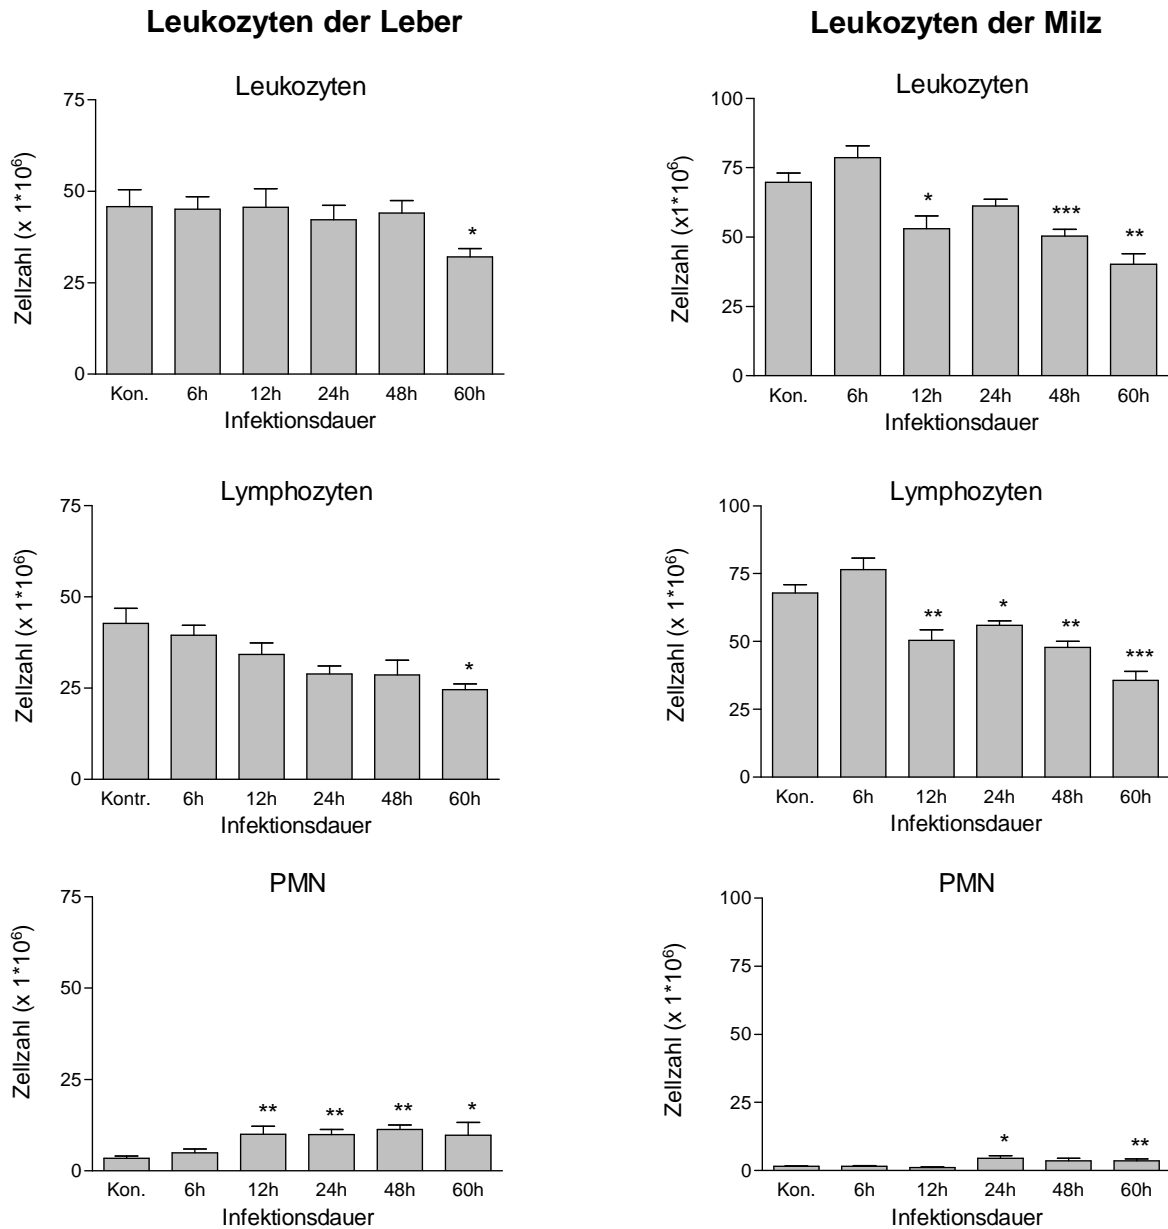 Leukozyten der Leber
Leukozyten der Milz
Leukozyten
Zellzahl (x 1*10⁶)
75
50
25
0
*
Kon. 6h 12h 24h 48h 60h
Infektionsdauer
Leukozyten
Zellzahl (x1*10⁶)
100
75
50
25
0
* *** **
Kon. 6h 12h 24h 48h 60h
Infektionsdauer
Lymphozyten
Zellzahl (x 1*10⁶)
75
50
25
0
*
Kontr. 6h 12h 24h 48h 60h
Infektionsdauer
Lymphozyten
Zellzahl (x 1*10⁶)
100
75
50
25
0
** * ** ***
Kon. 6h 12h 24h 48h 60h
Infektionsdauer
PMN
Zellzahl (x 1*10⁶)
75
50
25
0
** ** ** *
Kon. 6h 12h 24h 48h 60h
Infektionsdauer
PMN
Zellzahl (x 1*10⁶)
100
75
50
25
0
* **
Kon. 6h 12h 24h 48h 60h
Infektionsdauer